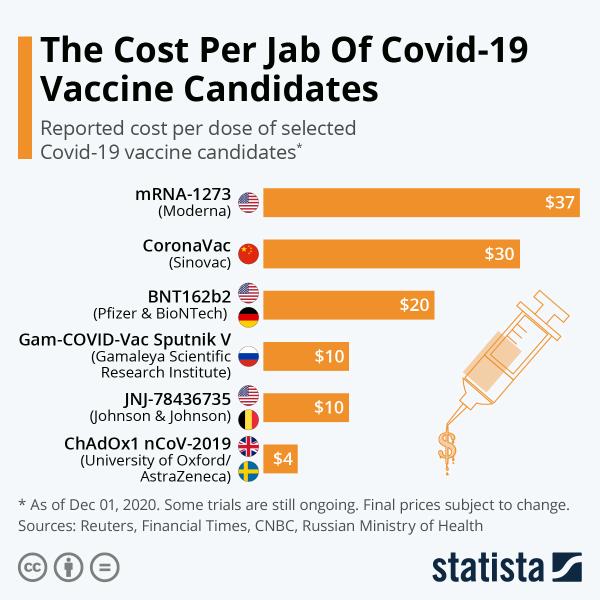 The Cost Per Jab Of Covid-19
Vaccine Candidates
Reported cost per dose of selected
Covid-19 vaccine candidates*
mRNA-1273
(Moderna)
$37
CoronaVac
(Sinovac)
$30
BNT162b2
(Pfizer & BioNTech)
$20
Gam-COVID-Vac Sputnik V
(Gamaleya Scientific
Research Institute)
$10
JNJ-78436735
(Johnson & Johnson)
$10
ChAdOx1 nCoV-2019
(University of Oxford/
AstraZeneca)
$4
$
* As of Dec 01, 2020. Some trials are still ongoing. Final prices subject to change.
Sources: Reuters, Financial Times, CNBC, Russian Ministry of Health
cc
statista